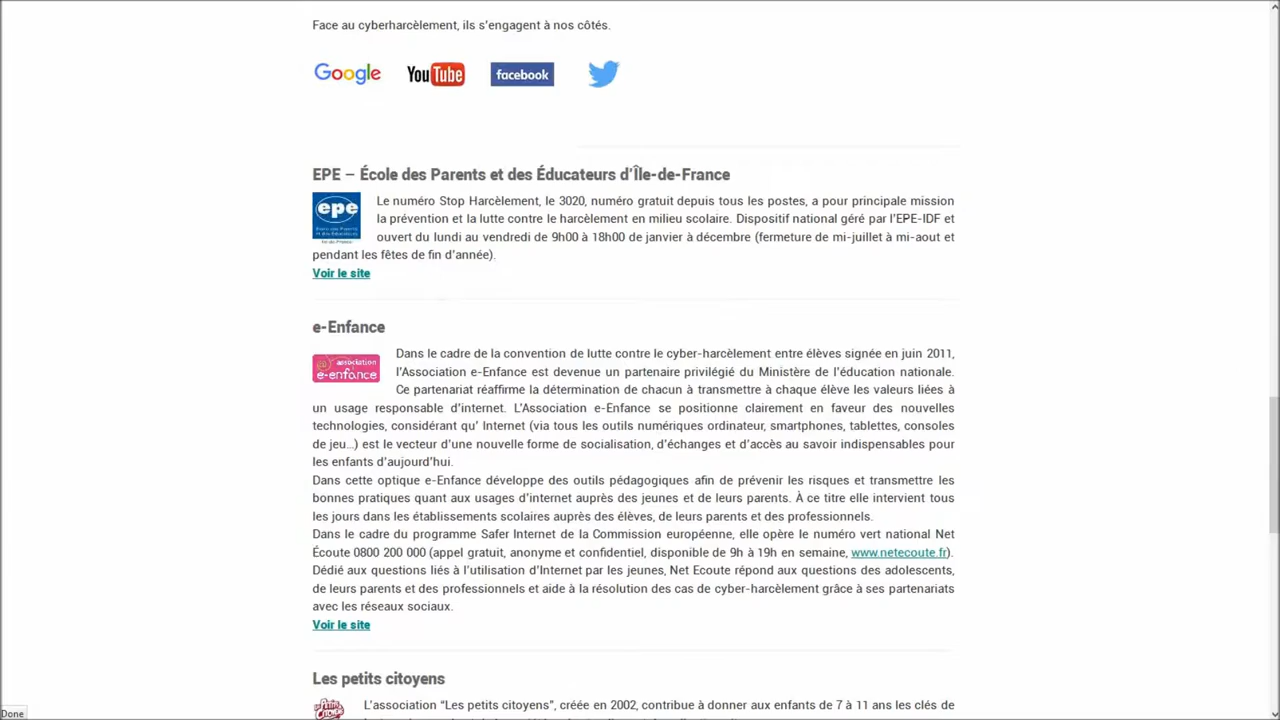 Face au cyberharcèlement, ils s'engagent à nos côtés.
Google YouTube facebook
EPE – École des Parents et des Éducateurs d'Île-de-France
epe
Le numéro Stop Harcèlement, le 3020, numéro gratuit depuis tous les postes, a pour principale mission
la prévention et la lutte contre le harcèlement en milieu scolaire. Dispositif national géré par l'EPE-IDF et
ouvert du lundi au vendredi de 9h00 à 18h00 de janvier à décembre (fermeture de mi-juillet à mi-aout et
pendant les fêtes de fin d'année).
Voir le site
e-Enfance
association
e-enfance
Dans le cadre de la convention de lutte contre le cyber-harcèlement entre élèves signée en juin 2011,
l'Association e-Enfance est devenue un partenaire privilégié du Ministère de l'éducation nationale.
Ce partenariat réaffirme la détermination de chacun à transmettre à chaque élève les valeurs liées à
un usage responsable d'internet. L'Association e-Enfance se positionne clairement en faveur des nouvelles
technologies, considérant qu' Internet (via tous les outils numériques ordinateur, smartphones, tablettes, consoles
de jeu…) est le vecteur d'une nouvelle forme de socialisation, d'échanges et d'accès au savoir indispensables pour
les enfants d'aujourd'hui.
Dans cette optique e-Enfance développe des outils pédagogiques afin de prévenir les risques et transmettre les
bonnes pratiques quant aux usages d'internet auprès des jeunes et de leurs parents. À ce titre elle intervient tous
les jours dans les établissements scolaires auprès des élèves, de leurs parents et des professionnels.
Dans le cadre du programme Safer Internet de la Commission européenne, elle opère le numéro vert national Net
Écoute 0800 200 000 (appel gratuit, anonyme et confidentiel, disponible de 9h à 19h en semaine, www.netecoute.fr).
Dédié aux questions liés à l'utilisation d'Internet par les jeunes, Net Ecoute répond aux questions des adolescents,
de leurs parents et des professionnels et aide à la résolution des cas de cyber-harcèlement grâce à ses partenariats
avec les réseaux sociaux.
Voir le site
Les petits citoyens
L'association "Les petits citoyens", créée en 2002, contribue à donner aux enfants de 7 à 11 ans les clés de
Done